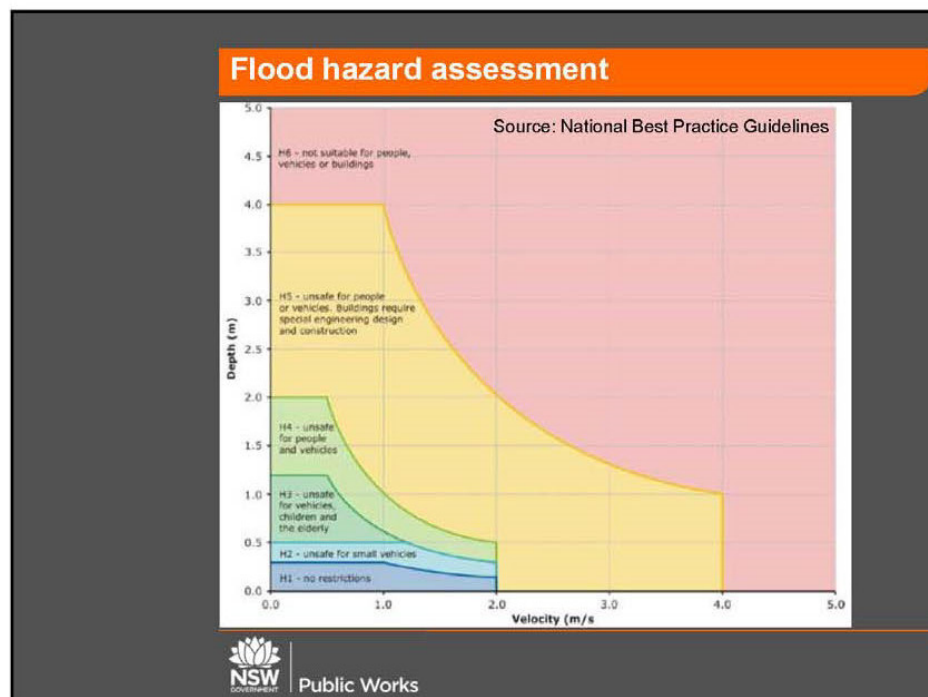 Flood hazard assessment
Source: National Best Practice Guidelines
5.0
4.5
4.0
3.5
3.0
2.5
2.0
1.5
1.0
0.5
0.0
Depth (m)
H6 - not suitable for people,
vehicles or buildings
H5 - unsafe for people
or vehicles. Buildings require
special engineering design
and construction
H4 - unsafe
for people
and vehicles
H3 - unsafe
for vehicles,
children and
the elderly
H2 - unsafe for small vehicles
H1 - no restrictions
0.0 1.0 2.0 3.0 4.0 5.0
Velocity (m/s
NSW
GOVERNMENT
Public Works